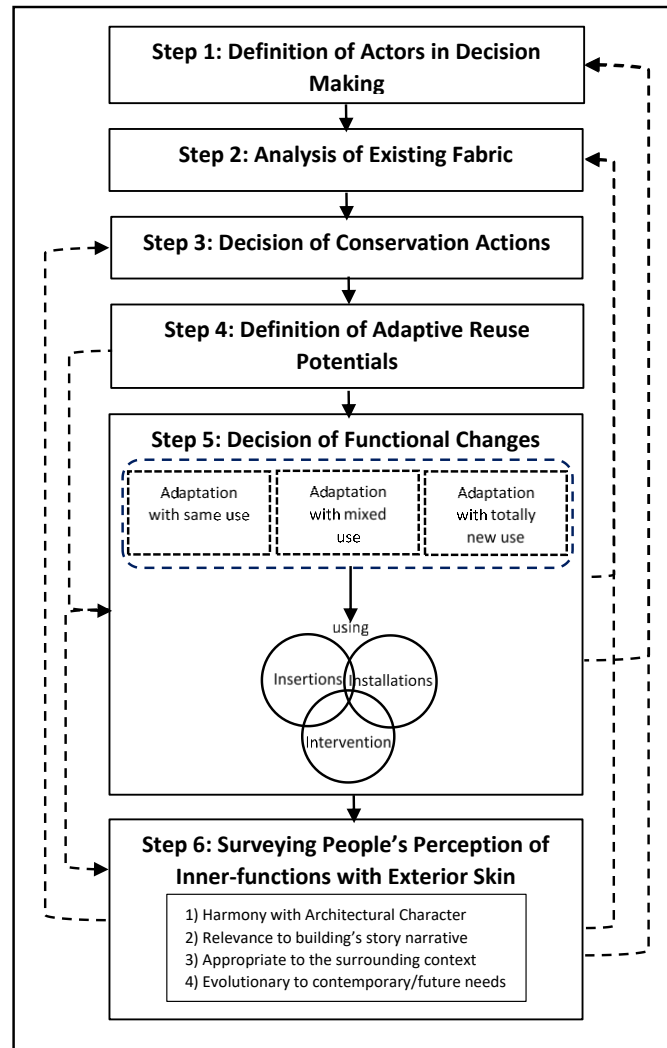 Step 1: Definition of Actors in Decision
Making
Step 2: Analysis of Existing Fabric
Step 3: Decision of Conservation Actions
Step 4: Definition of Adaptive Reuse
Potentials
Step 5: Decision of Functional Changes
Adaptation
with same use
Adaptation
with mixed
use
Adaptation
with totally
new use
using
Insertions
Installations
Intervention
Step 6: Surveying People’s Perception of
Inner-functions with Exterior Skin
1) Harmony with Architectural Character
2) Relevance to building’s story narrative
3) Appropriate to the surrounding context
4) Evolutionary to contemporary/future needs